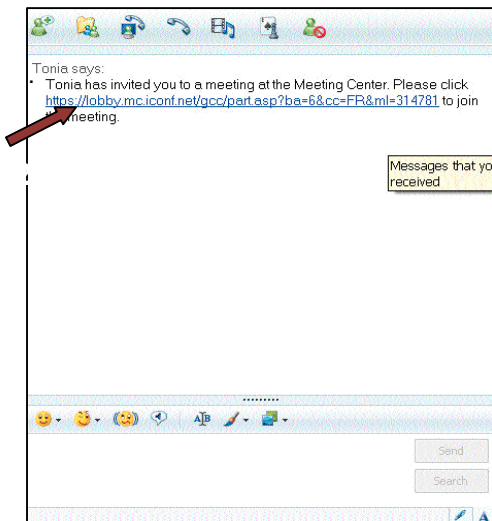 Tonia says:
• Tonia has invited you to a meeting at the Meeting Center. Please click
https://lobby.mc.iconf.net/gcc/part.asp?ba=6&cc=FR&ml=314781 to join
meeting.
Messages that yo
received
Send
Search